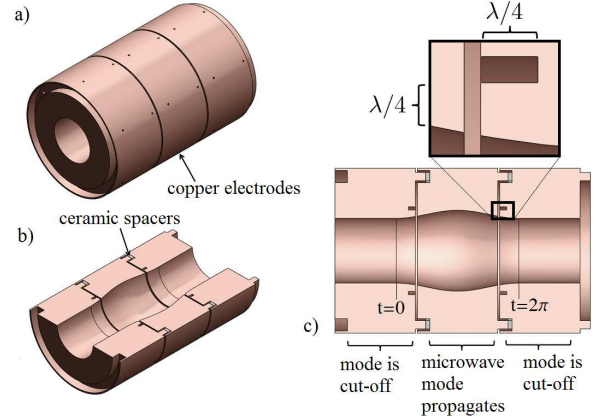 a)
copper electrodes
ceramic spacers
b)
λ/4
λ/4
t=0
t=2π
c)
mode is
cut-off
microwave
mode
propagates
mode is
cut-off